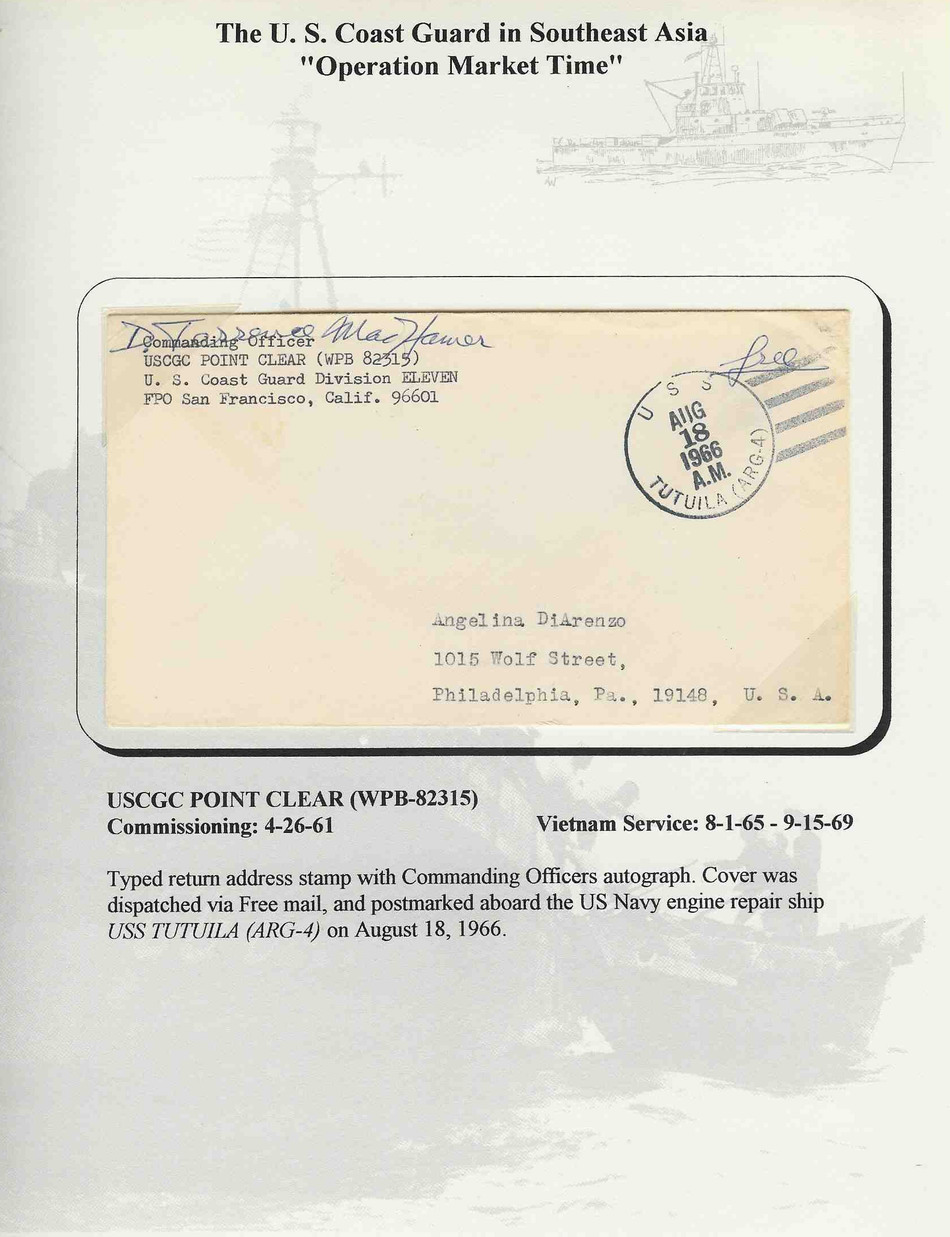 The U. S. Coast Guard in Southeast Asia
"Operation Market Time"
D. Terrence MacHamer
Commanding Officer
USCGC POINT CLEAR (WPB 82315)
U. S. Coast Guard Division ELEVEN
FPO San Francisco, Calif. 96601
free
U S S
AUG
18
1966
A.M.
TUTUILA (ARG-4)
Angelina DiArenzo
1015 Wolf Street,
Philadelphia, Pa., 19148, U. S. A.
USCGC POINT CLEAR (WPB-82315)
Commissioning: 4-26-61
Vietnam Service: 8-1-65 - 9-15-69
Typed return address stamp with Commanding Officers autograph. Cover was
dispatched via Free mail, and postmarked aboard the US Navy engine repair ship
USS TUTUILA (ARG-4) on August 18, 1966.